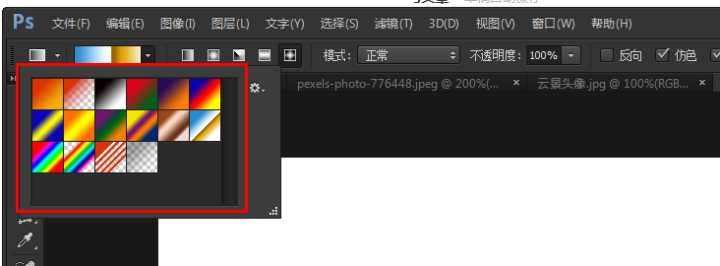 Ps 文件(F) 编辑(E) 图像(I) 图层(L) 文字(Y) 选择(S) 滤镜(T) 3D(D) 视图(V) 窗口(W) 帮助(H)
模式: 正常 不透明度: 100% 反向 仿色
pexels-photo-776448.jpeg @ 200%(... × 云景头像.jpg @ 100%(RGB... ×